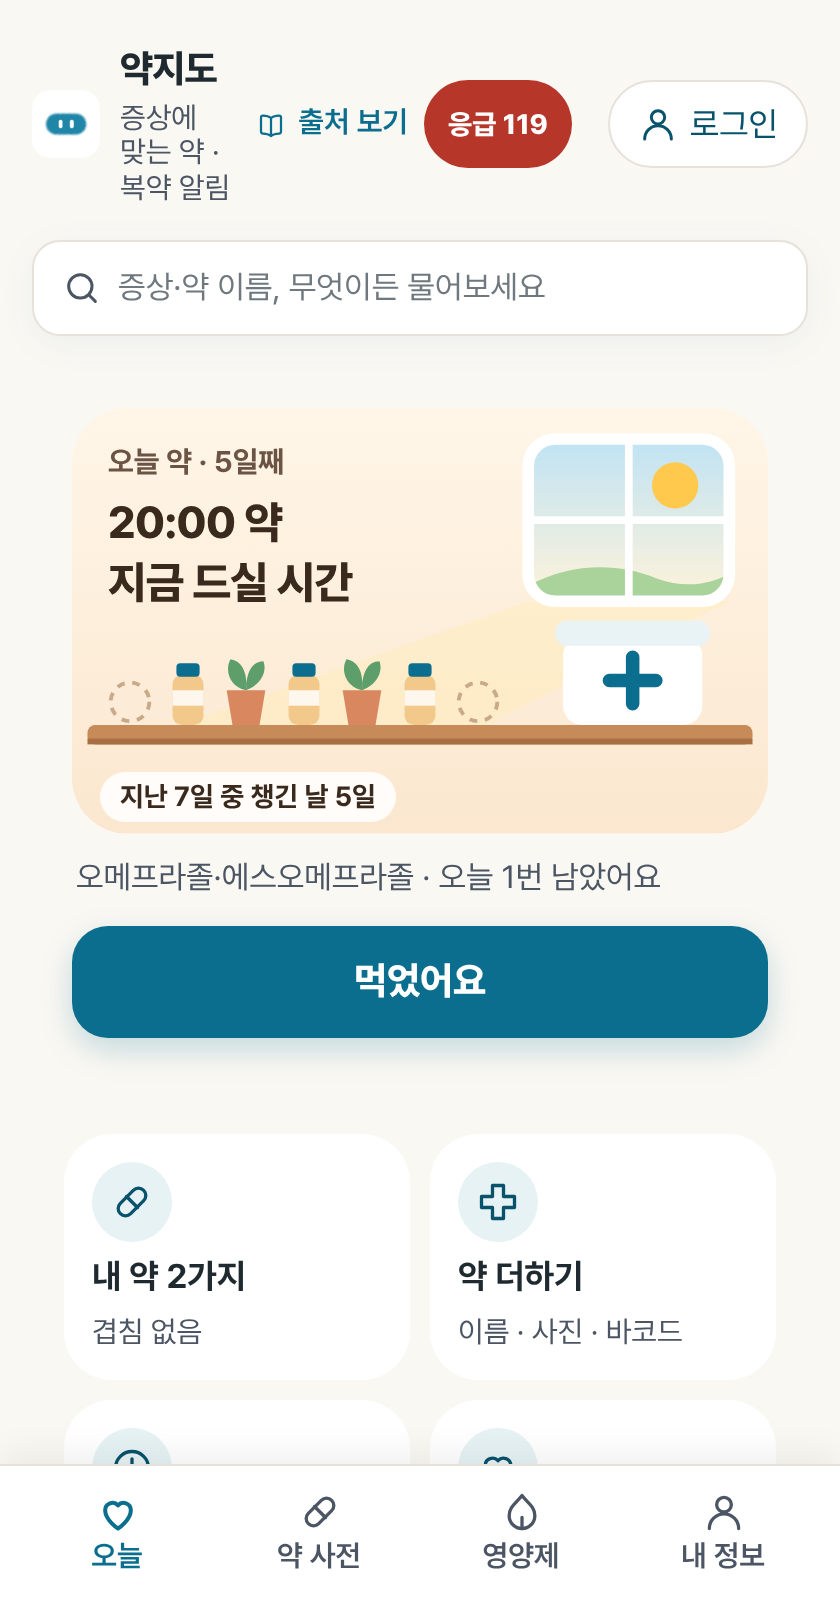 약지도
증상에
맞는 약 ·
복약 알림
출처 보기
응급 119
로그인
증상·약 이름, 무엇이든 물어보세요
오늘 약 · 5일째
20:00 약
지금 드실 시간
지난 7일 중 챙긴 날 5일
오메프라졸·에스오메프라졸 · 오늘 1번 남았어요
먹었어요
내 약 2가지
겹침 없음
약 더하기
이름 · 사진 · 바코드
오늘
약 사전
영양제
내 정보